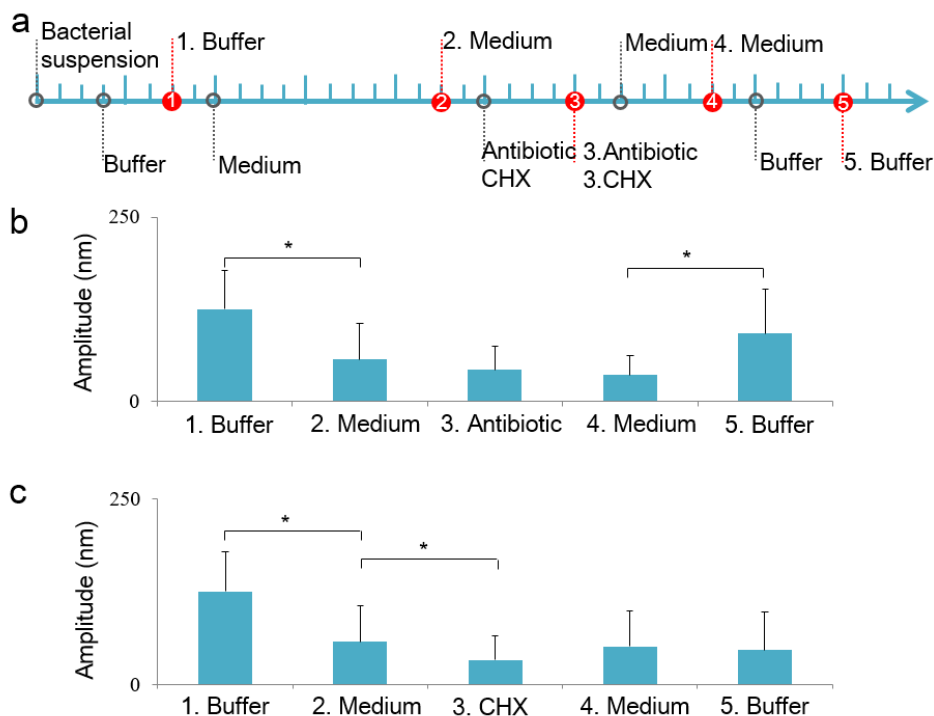 a
Bacterial
suspension
1. Buffer
2. Medium
Medium
4. Medium
1
2
3
4
5
Buffer
Medium
Antibiotic
CHX
3.Antibiotic
3.CHX
Buffer
5. Buffer
b
250
Amplitude (nm)
0
*
*
1. Buffer
2. Medium
3. Antibiotic
4. Medium
5. Buffer
c
250
Amplitude (nm)
0
*
*
1. Buffer
2. Medium
3. CHX
4. Medium
5. Buffer